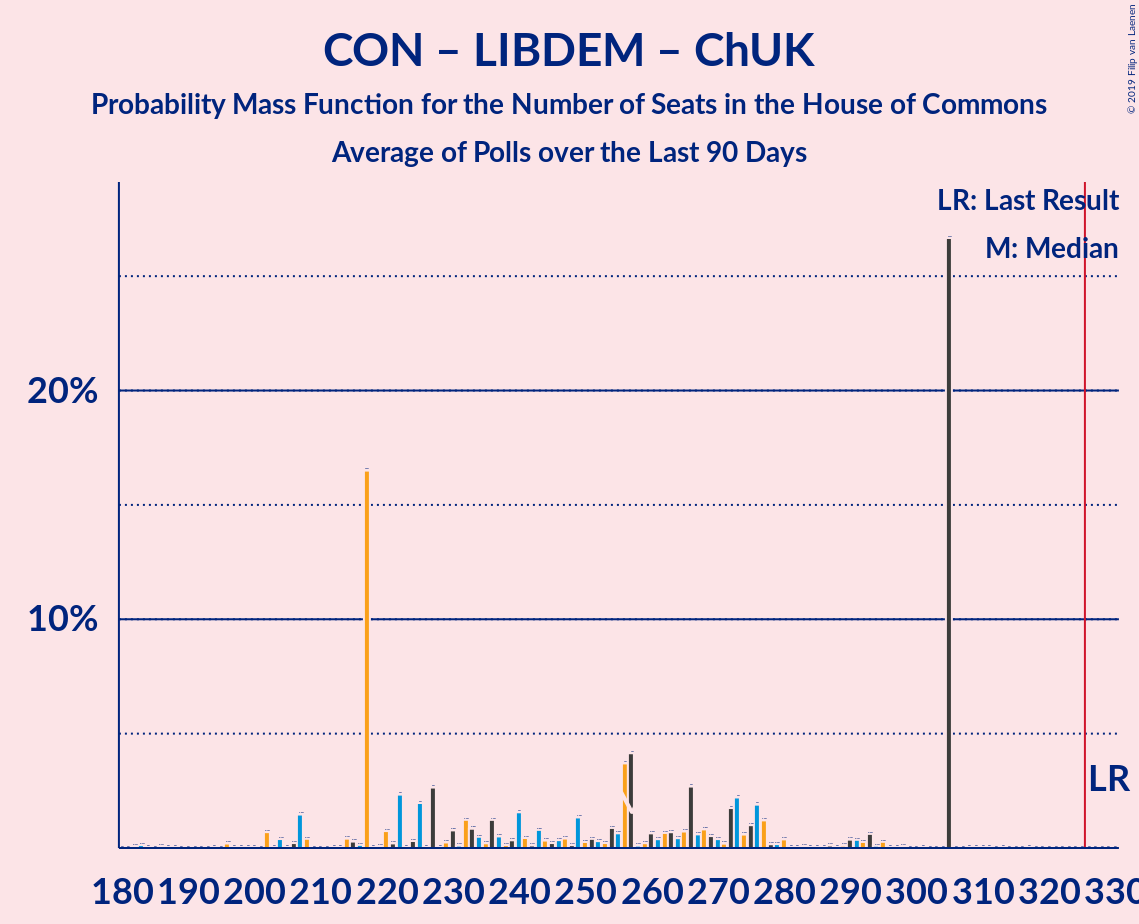 CON – LIBDEM – ChUK
Probability Mass Function for the Number of Seats in the House of Commons
Average of Polls over the Last 90 Days
© 2019 Filip van Laenen
LR: Last Result
M: Median
20%
10%
LR
180 190 200 210 220 230 240 250 260 270 280 290 300 310 320 330